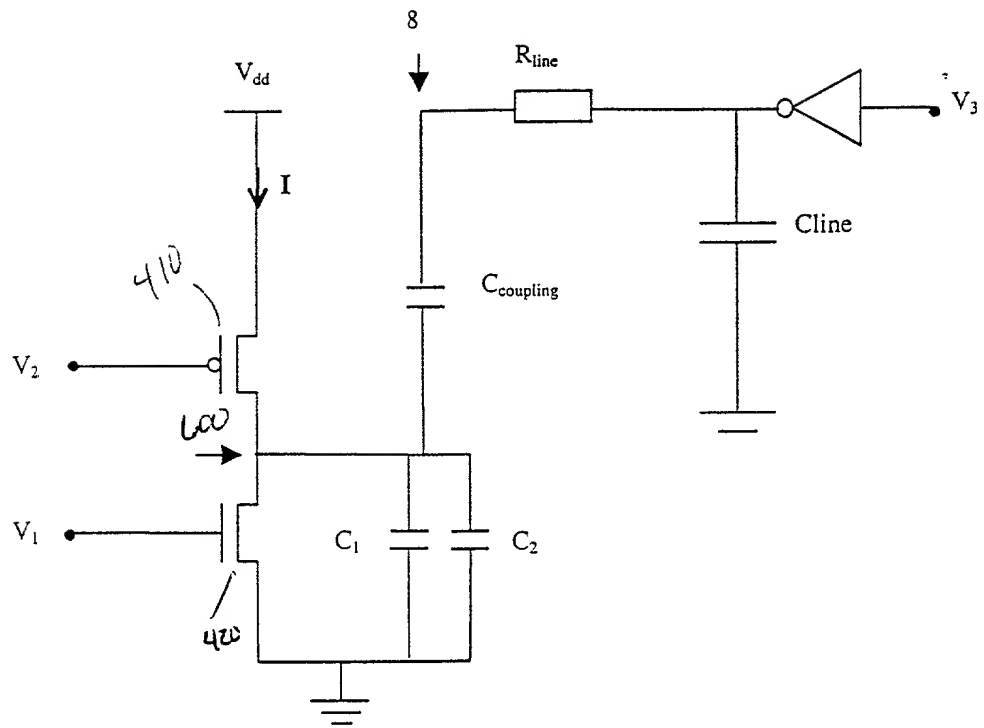 8
R_line
V_dd
V_3
I
Cline
410
C_coupling
V_2
600
V_1
C_1
C_2
420